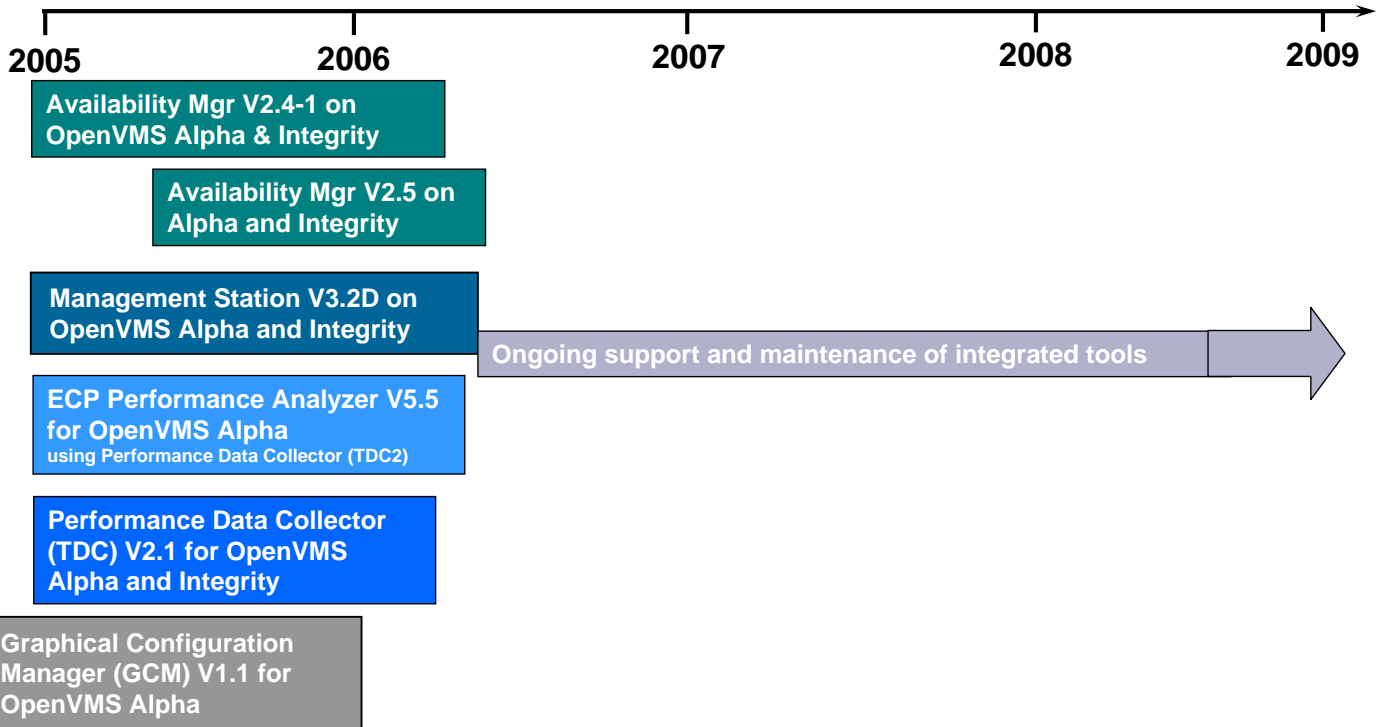 2005 2006 2007 2008 2009
Availability Mgr V2.4-1 on
OpenVMS Alpha & Integrity
Availability Mgr V2.5 on
Alpha and Integrity
Management Station V3.2D on
OpenVMS Alpha and Integrity
Ongoing support and maintenance of integrated tools
ECP Performance Analyzer V5.5
for OpenVMS Alpha
using Performance Data Collector (TDC2)
Performance Data Collector
(TDC) V2.1 for OpenVMS
Alpha and Integrity
Graphical Configuration
Manager (GCM) V1.1 for
OpenVMS Alpha